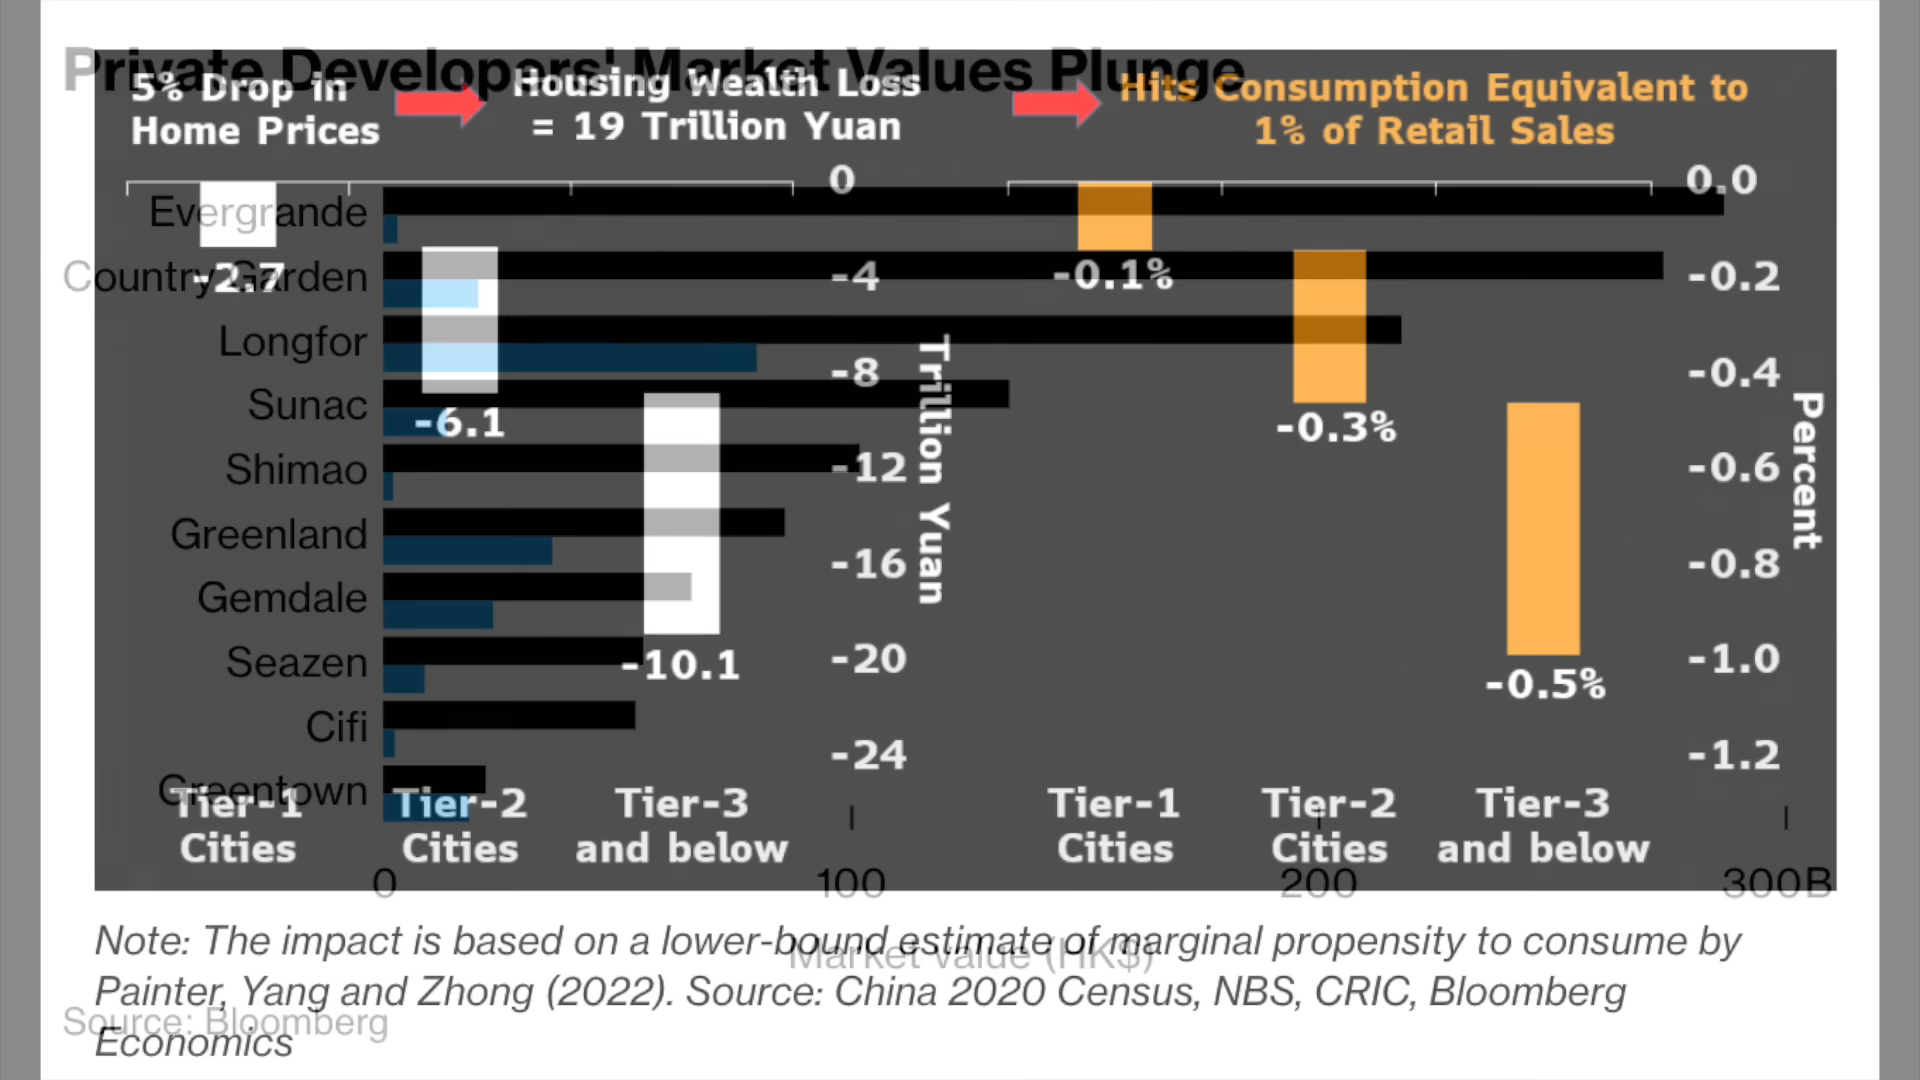 Private Developers' Market Values Plunge
5% Drop in
Home Prices
Housing Wealth Loss
= 19 Trillion Yuan
Hits Consumption Equivalent to
1% of Retail Sales
Evergrande
Country Garden
Longfor
Sunac
Shimao
Greenland
Gemdale
Seazen
Cifi
Greentown
0
100
200
300B
Market value (HK$)
-2.7
-6.1
-10.1
0
-4
-8
-12
-16
-20
-24
Trillion Yuan
Tier-1
Cities
Tier-2
Cities
Tier-3
and below
-0.1%
-0.3%
-0.5%
0.0
-0.2
-0.4
-0.6
-0.8
-1.0
-1.2
Percent
Tier-1
Cities
Tier-2
Cities
Tier-3
and below
Note: The impact is based on a lower-bound estimate of marginal propensity to consume by
Painter, Yang and Zhong (2022). Source: China 2020 Census, NBS, CRIC, Bloomberg
Economics
Source: Bloomberg